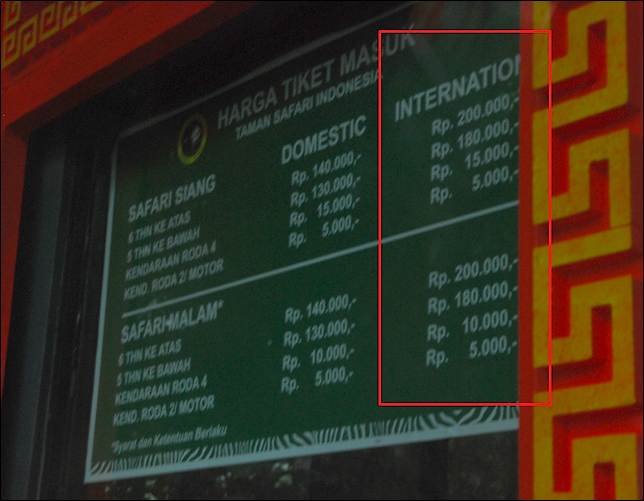 HARGA TIKET MASUK
TAMAN SAFARI INDONESIA
DOMESTIC INTERNATION
SAFARI SIANG
6 THN KE ATAS Rp. 140.000,- Rp. 200.000,-
5 THN KE BAWAH Rp. 130.000,- Rp. 180.000,-
KENDARAAN RODA 4 Rp. 15.000,- Rp. 15.000,-
KEND. RODA 2/ MOTOR Rp. 5.000,- Rp. 5.000,-
SAFARI MALAM*
6 THN KE ATAS Rp. 140.000,- Rp. 200.000,-
5 THN KE BAWAH Rp. 130.000,- Rp. 180.000,-
KENDARAAN RODA 4 Rp. 10.000,- Rp. 10.000,-
KEND. RODA 2/ MOTOR Rp. 5.000,- Rp. 5.000,-
*Syarat dan Ketentuan Berlaku